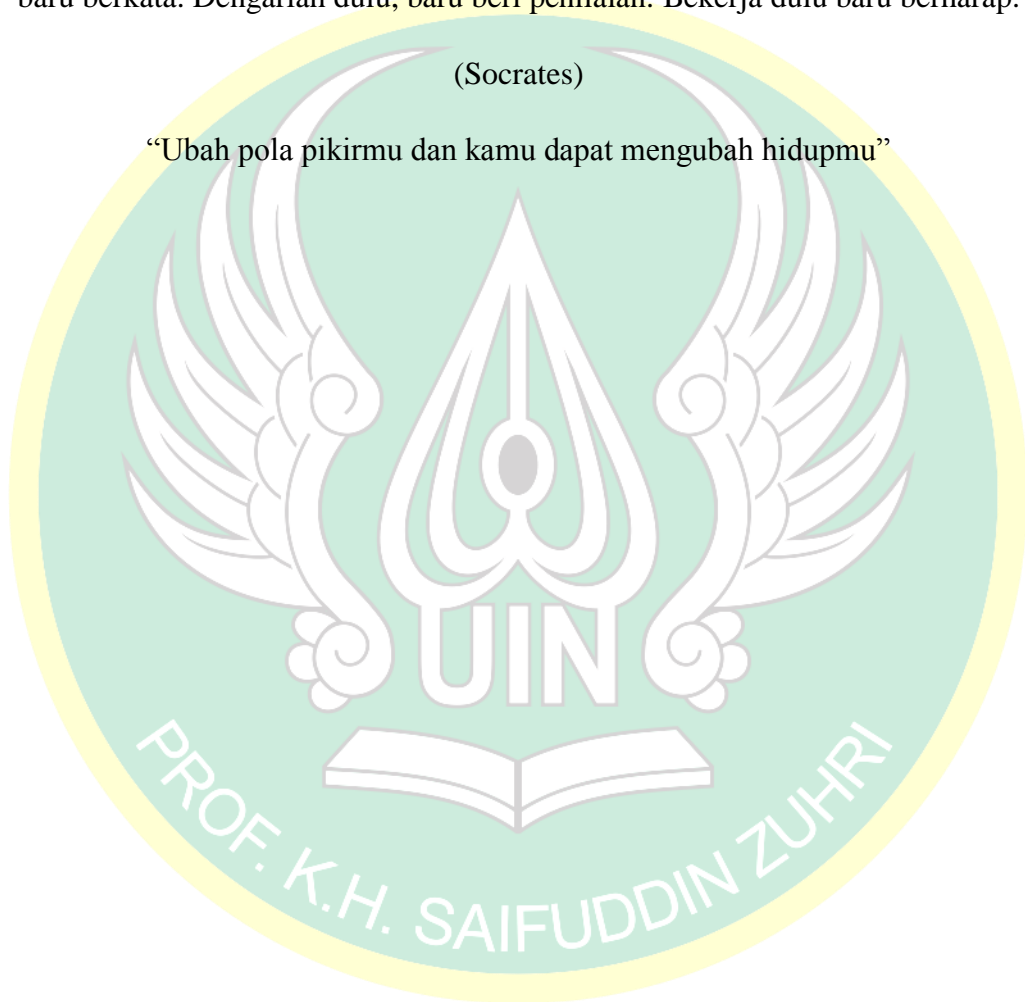 baru berkata. Dengarlah dulu, baru beri penilaian. Bekerja dulu baru berharap.
(Socrates)
“Ubah pola pikirmu dan kamu dapat mengubah hidupmu”
UIN
PROF. K.H. SAIFUDDIN ZUHRI